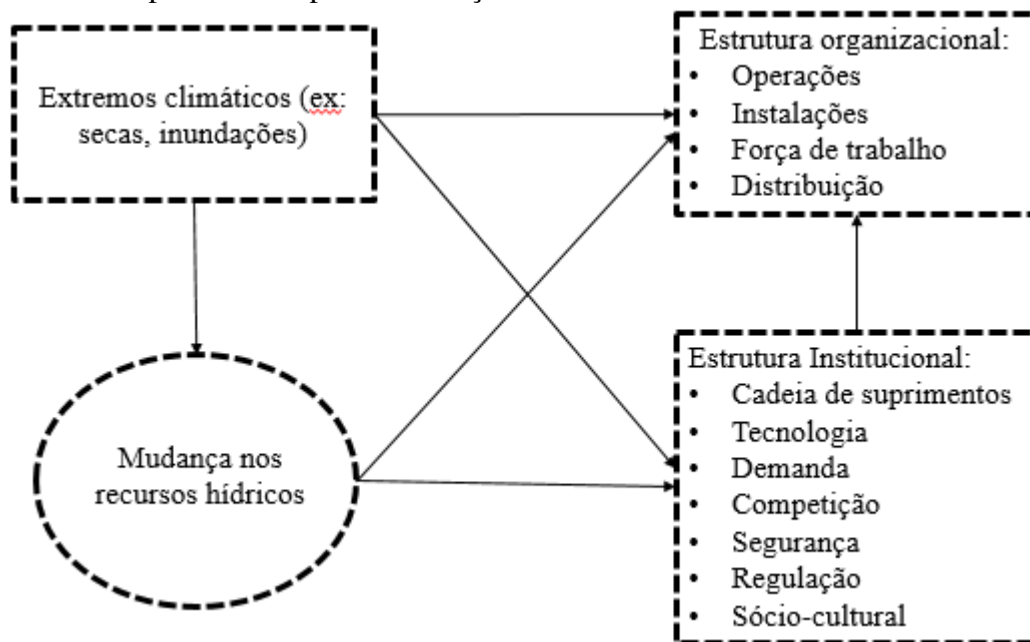 Extremos climáticos (ex:
secas, inundações)
Mudança nos
recursos hídricos
Estrutura organizacional:
• Operações
• Instalações
• Força de trabalho
• Distribuição
Estrutura Institucional:
• Cadeia de suprimentos
• Tecnologia
• Demanda
• Competição
• Segurança
• Regulação
• Sócio-cultural